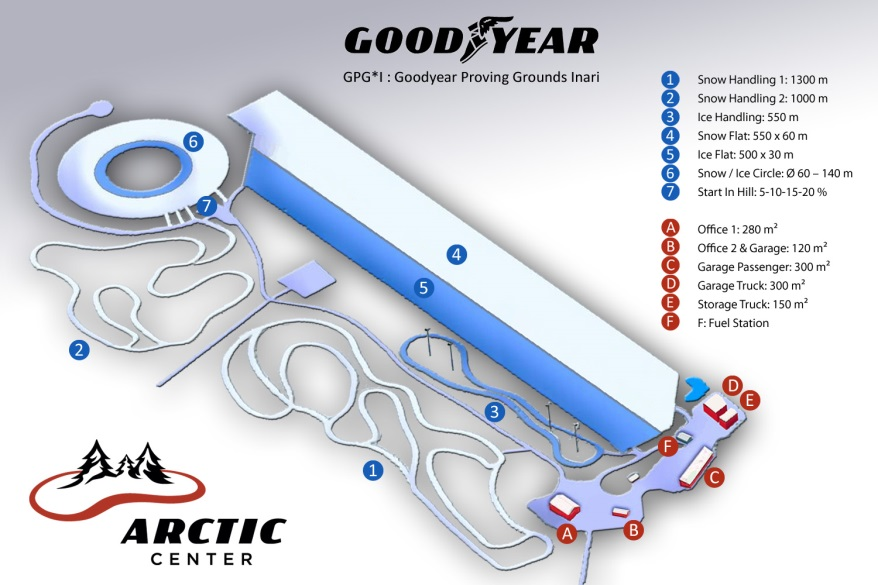 GOODYEAR
GPG*I : Goodyear Proving Grounds Inari
1 Snow Handling 1: 1300 m
2 Snow Handling 2: 1000 m
3 Ice Handling: 550 m
4 Snow Flat: 550 x 60 m
5 Ice Flat: 500 x 30 m
6 Snow / Ice Circle: Ø 60 – 140 m
7 Start In Hill: 5-10-15-20 %
A Office 1: 280 m²
B Office 2 & Garage: 120 m²
C Garage Passenger: 300 m²
D Garage Truck: 300 m²
E Storage Truck: 150 m²
F F: Fuel Station
6
7
4
5
2
3
1
D
E
F
C
A
B
ARCTIC
CENTER